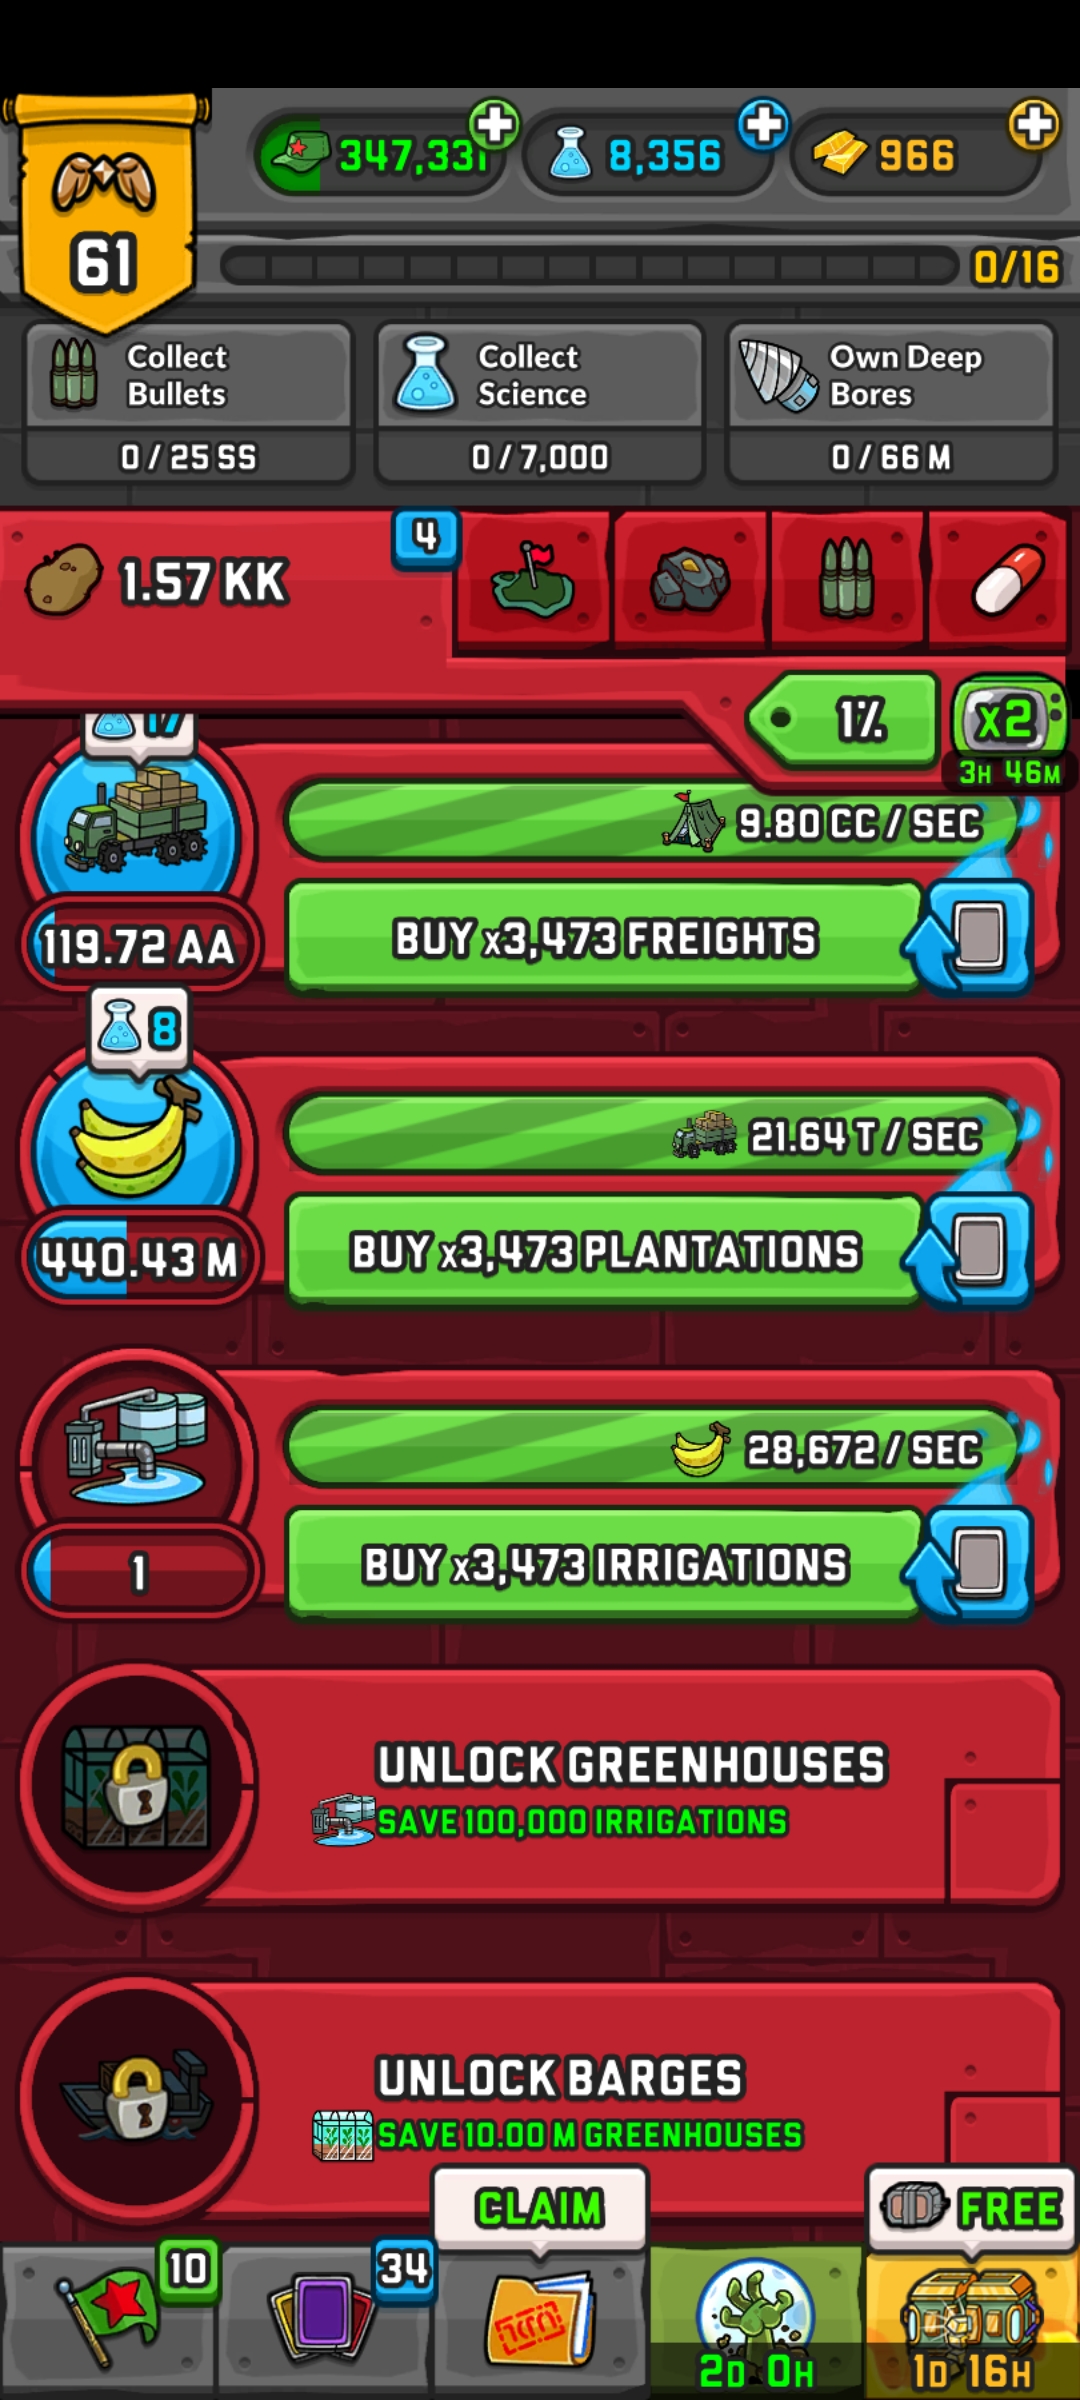 61
347,331
8,356
966
0/16
Collect
Bullets
0 / 25 SS
Collect
Science
0 / 7,000
Own Deep
Bores
0 / 66 M
1.57 KK
4
1%
x2
3H 46M
17
9.80 CC / SEC
119.72 AA
BUY x3,473 FREIGHTS
8
21.64 T / SEC
440.43 M
BUY x3,473 PLANTATIONS
28,672 / SEC
1
BUY x3,473 IRRIGATIONS
UNLOCK GREENHOUSES
SAVE 100,000 IRRIGATIONS
UNLOCK BARGES
SAVE 10.00 M GREENHOUSES
CLAIM
FREE
10
34
2D 0H
1D 16H